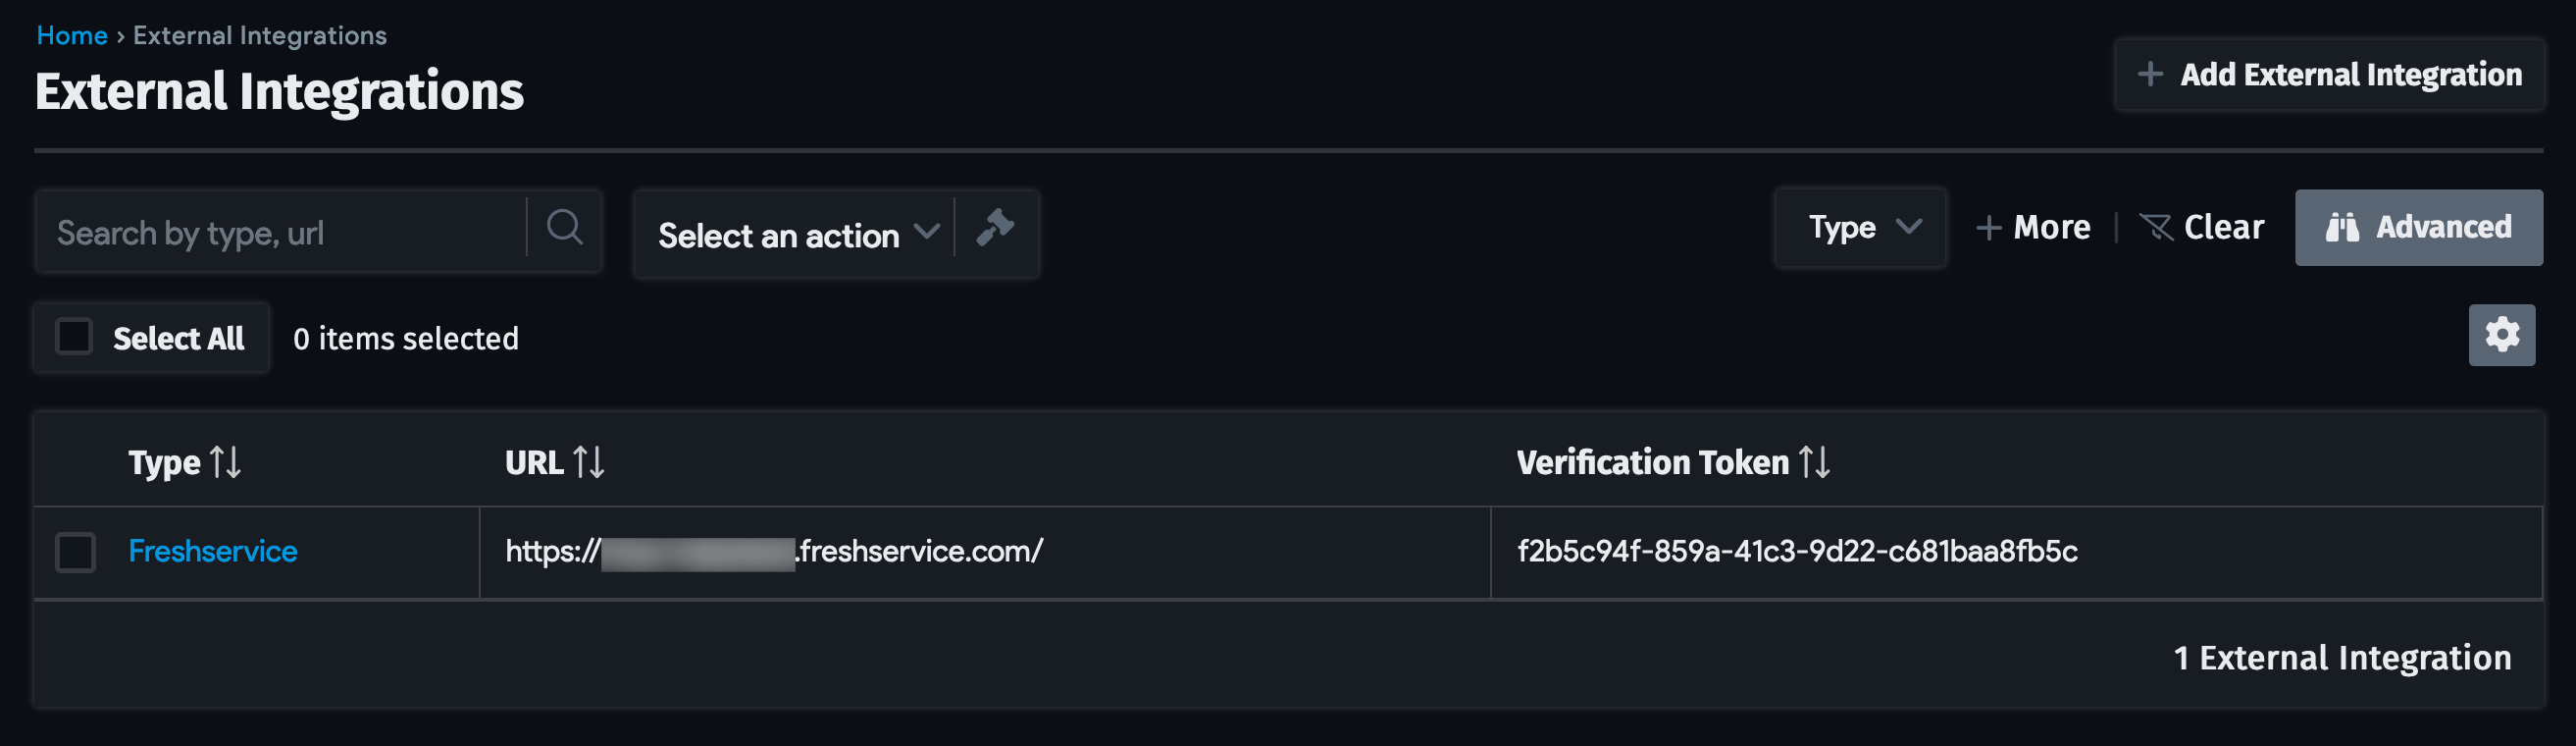 Home › External Integrations
External Integrations
Add External Integration
Search by type, url
Select an action
Type
More
Clear
Advanced
Select All
0 items selected
Type
URL
Verification Token
Freshservice
https://
.freshservice.com/
f2b5c94f-859a-41c3-9d22-c681baa8fb5c
1 External Integration